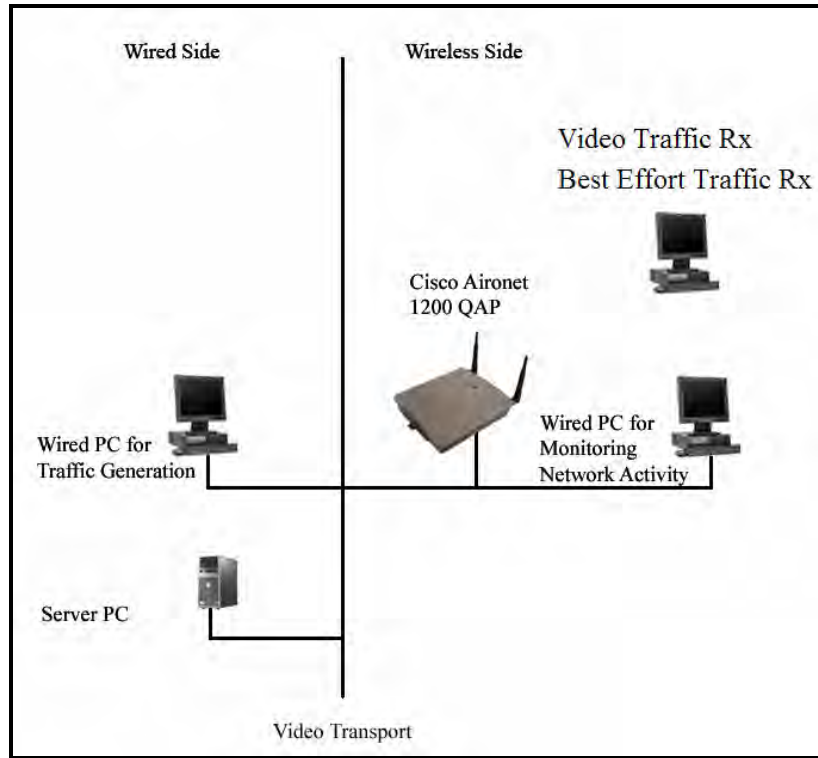 Wired Side
Wireless Side
Video Traffic Rx
Best Effort Traffic Rx
Cisco Aironet
1200 QAP
Wired PC for
Traffic Generation
Wired PC for
Monitoring
Network Activity
Server PC
Video Transport